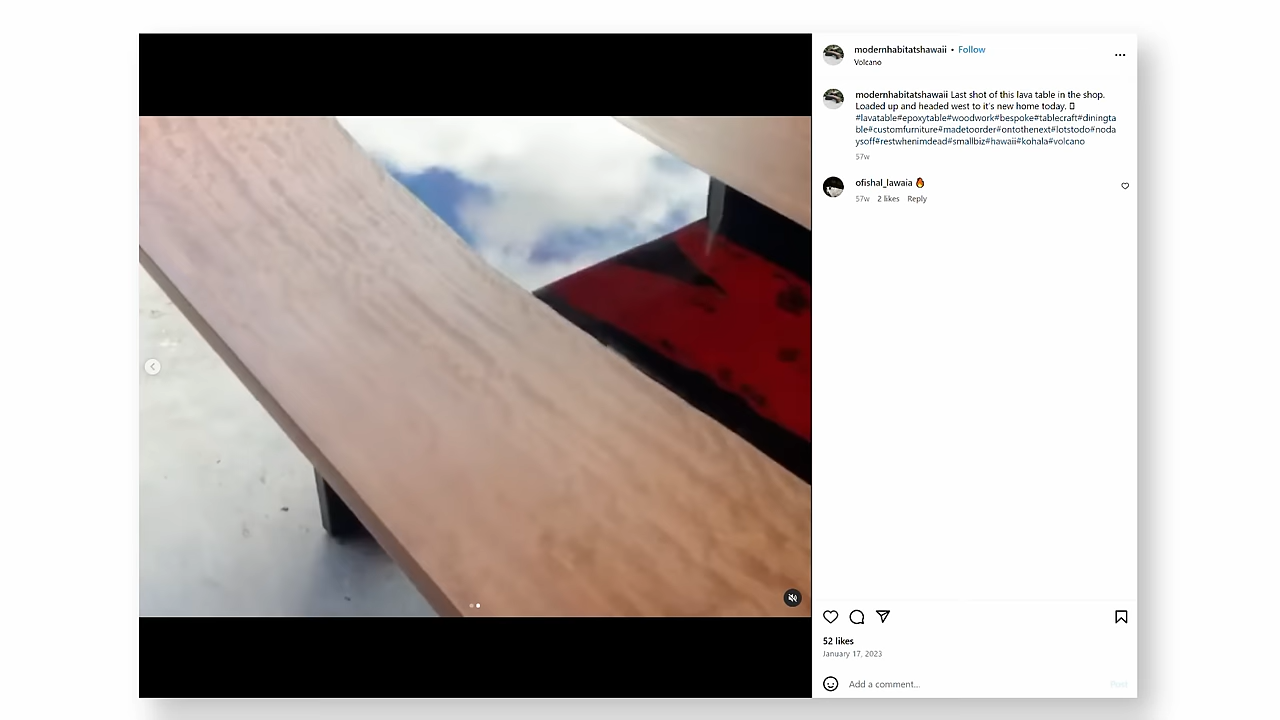 modernhabitatshawaii • Follow
Volcano
modernhabitatshawaii Last shot of this lava table in the shop.
Loaded up and headed west to it's new home today.
#lavatable#epoxytable#woodwork#bespoke#tablecraft#diningta
ble#customfurniture#madetoorder#ontothenext#lotstodo#noda
ysoff#restwhenimdead#smallbiz#hawaii#kohala#volcano
57w
ofishal_lawaia 🔥
57w 2 likes Reply
52 likes
January 17, 2023
Add a comment... Post